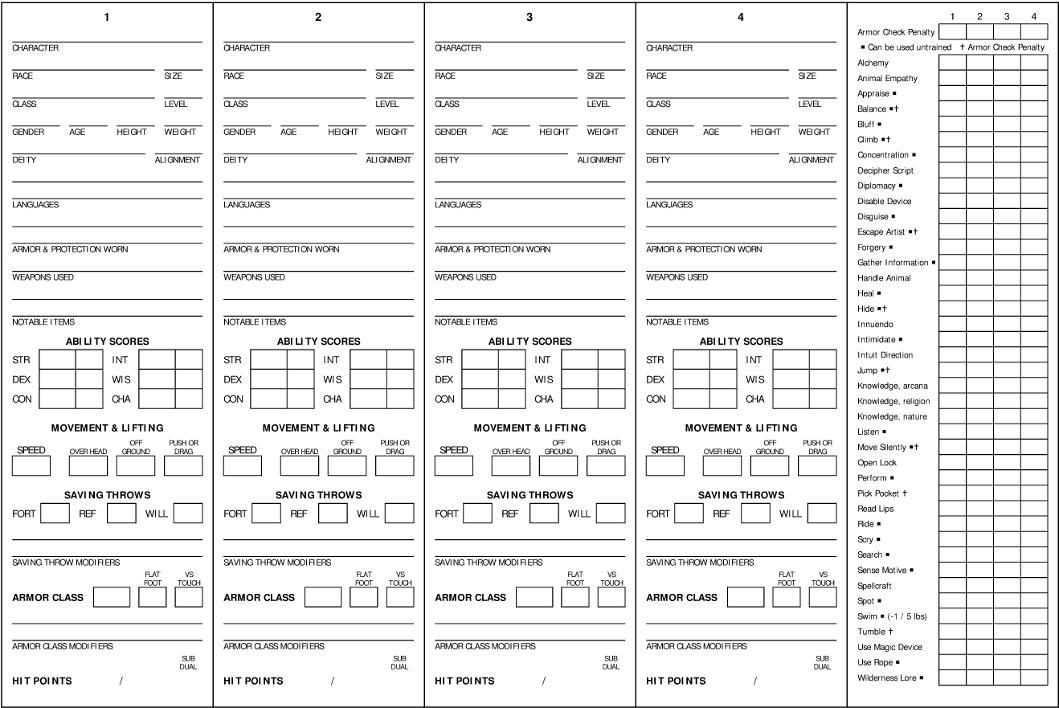 1
CHARACTER
RACE SIZE
CLASS LEVEL
GENDER AGE HEIGHT WEIGHT
DEITY ALIGNMENT
LANGUAGES
ARMOR & PROTECTION WORN
WEAPONS USED
NOTABLE ITEMS
ABILITY SCORES
STR INT
DEX WIS
CON CHA
MOVEMENT & LIFTING
SPEED OVER HEAD OFF GROUND PUSH OR DRAG
SAVING THROWS
FORT REF WILL
SAVING THROW MODIFIERS
FLAT FOOT VS TOUCH
ARMOR CLASS
ARMOR CLASS MODIFIERS
SUB DUAL
HIT POINTS /
2
CHARACTER
RACE SIZE
CLASS LEVEL
GENDER AGE HEIGHT WEIGHT
DEITY ALIGNMENT
LANGUAGES
ARMOR & PROTECTION WORN
WEAPONS USED
NOTABLE ITEMS
ABILITY SCORES
STR INT
DEX WIS
CON CHA
MOVEMENT & LIFTING
SPEED OVER HEAD OFF GROUND PUSH OR DRAG
SAVING THROWS
FORT REF WILL
SAVING THROW MODIFIERS
FLAT FOOT VS TOUCH
ARMOR CLASS
ARMOR CLASS MODIFIERS
SUB DUAL
HIT POINTS /
3
CHARACTER
RACE SIZE
CLASS LEVEL
GENDER AGE HEIGHT WEIGHT
DEITY ALIGNMENT
LANGUAGES
ARMOR & PROTECTION WORN
WEAPONS USED
NOTABLE ITEMS
ABILITY SCORES
STR INT
DEX WIS
CON CHA
MOVEMENT & LIFTING
SPEED OVER HEAD OFF GROUND PUSH OR DRAG
SAVING THROWS
FORT REF WILL
SAVING THROW MODIFIERS
FLAT FOOT VS TOUCH
ARMOR CLASS
ARMOR CLASS MODIFIERS
SUB DUAL
HIT POINTS /
4
CHARACTER
RACE SIZE
CLASS LEVEL
GENDER AGE HEIGHT WEIGHT
DEITY ALIGNMENT
LANGUAGES
ARMOR & PROTECTION WORN
WEAPONS USED
NOTABLE ITEMS
ABILITY SCORES
STR INT
DEX WIS
CON CHA
MOVEMENT & LIFTING
SPEED OVER HEAD OFF GROUND PUSH OR DRAG
SAVING THROWS
FORT REF WILL
SAVING THROW MODIFIERS
FLAT FOOT VS TOUCH
ARMOR CLASS
ARMOR CLASS MODIFIERS
SUB DUAL
HIT POINTS /
1 2 3 4
Armor Check Penalty
▪ Can be used untrained † Armor Check Penalty
Alchemy
Animal Empathy
Appraise ▪
Balance ▪†
Bluff ▪
Climb ▪†
Concentration ▪
Decipher Script
Diplomacy ▪
Disable Device
Disguise ▪
Escape Artist ▪†
Forgery ▪
Gather Information ▪
Handle Animal
Heal ▪
Hide ▪†
Innuendo
Intimidate ▪
Intuit Direction
Jump ▪†
Knowledge, arcana
Knowledge, religion
Knowledge, nature
Listen ▪
Move Silently ▪†
Open Lock
Perform ▪
Pick Pocket †
Read Lips
Ride ▪
Scry ▪
Search ▪
Sense Motive ▪
Spellcraft
Spot ▪
Swim ▪ (-1 / 5 lbs)
Tumble †
Use Magic Device
Use Rope ▪
Wilderness Lore ▪